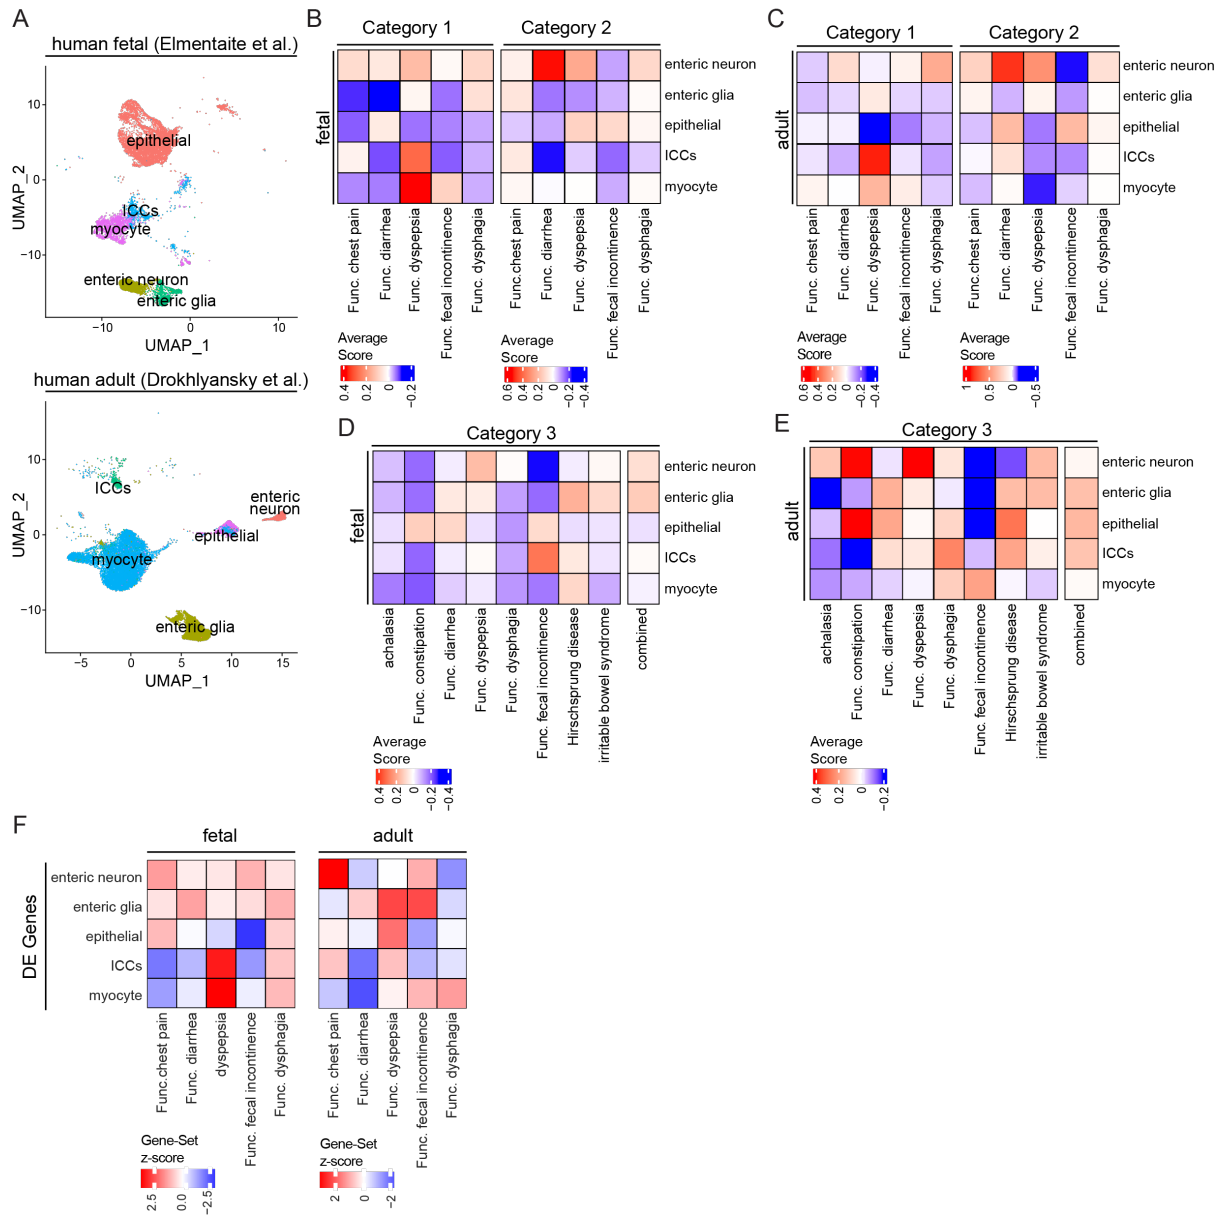 A
human fetal (Elmentaite et al.)
10
0
−10
UMAP_2
epithelial
ICCs
myocyte
enteric neuron
enteric glia
−10 0 10
UMAP_1
human adult (Drokhlyansky et al.)
10
0
−10
UMAP_2
ICCs
enteric
neuron
epithelial
myocyte
enteric glia
−5 0 5 10 15
UMAP_1
B
Category 1
Category 2
fetal
enteric neuron
enteric glia
epithelial
ICCs
myocyte
Func. chest pain
Func. diarrhea
Func. dyspepsia
Func. fecal incontinence
Func. dysphagia
Func.chest pain
Func. diarrhea
Func. dyspepsia
Func. fecal incontinence
Func. dysphagia
Average
Score
0.4
0.2
0
−0.2
Average
Score
0.6
0.4
0.2
0
−0.2
−0.4
C
Category 1
Category 2
adult
enteric neuron
enteric glia
epithelial
ICCs
myocyte
Func. chest pain
Func. diarrhea
Func. dyspepsia
Func. fecal incontinence
Func. dysphagia
Func. chest pain
Func. diarrhea
Func. dyspepsia
Func. fecal incontinence
Func. dysphagia
Average
Score
0.6
0.4
0.2
0
−0.2
−0.4
Average
Score
1
0.5
0
−0.5
D
Category 3
fetal
enteric neuron
enteric glia
epithelial
ICCs
myocyte
achalasia
Func. constipation
Func. diarrhea
Func. dyspepsia
Func. dysphagia
Func. fecal incontinence
Hirschsprung disease
irritable bowel syndrome
combined
Average
Score
0.4
0.2
0
−0.2
−0.4
E
Category 3
adult
enteric neuron
enteric glia
epithelial
ICCs
myocyte
achalasia
Func. constipation
Func. diarrhea
Func. dyspepsia
Func. dysphagia
Func. fecal incontinence
Hirschsprung disease
irritable bowel syndrome
combined
Average
Score
0.4
0.2
0
−0.2
F
fetal
adult
DE Genes
enteric neuron
enteric glia
epithelial
ICCs
myocyte
Func.chest pain
Func. diarrhea
dyspepsia
Func. fecal incontinence
Func. dysphagia
Func. chest pain
Func. diarrhea
Func. dyspepsia
Func. fecal incontinence
Func. dysphagia
Gene-Set
z-score
2.5
0.0
−2.5
Gene-Set
z-score
2
0
−2